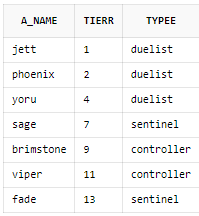 A_NAME TIERR TYPEE
jett 1 duelist
phoenix 2 duelist
yoru 4 duelist
sage 7 sentinel
brimstone 9 controller
viper 11 controller
fade 13 sentinel